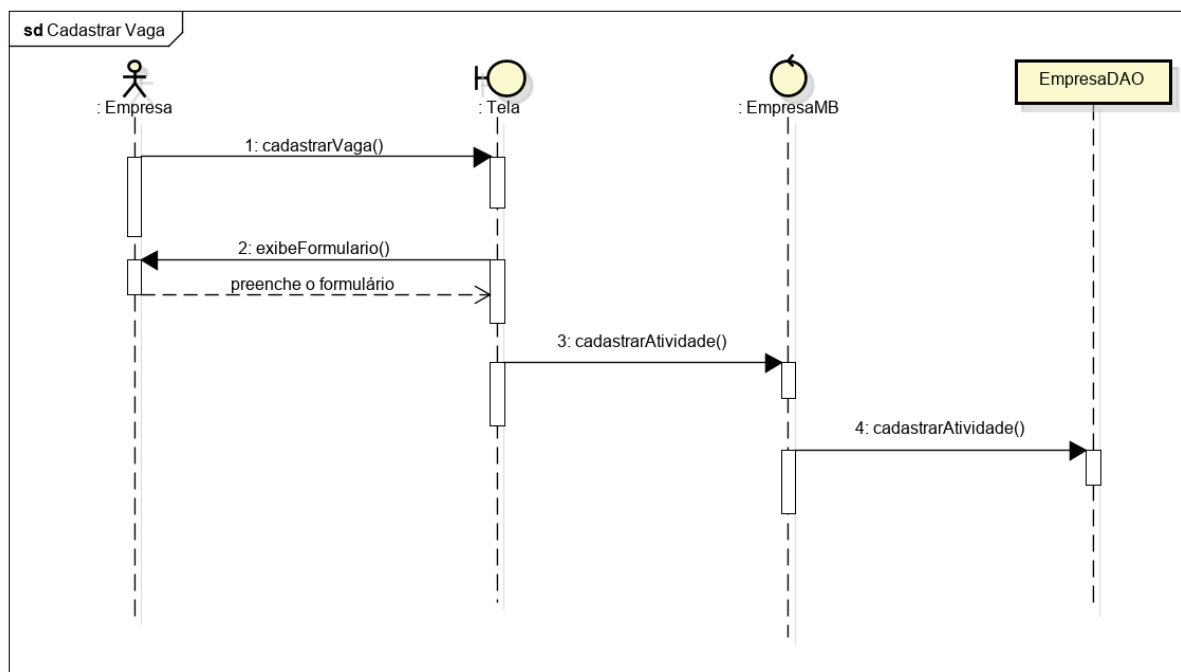 sd Cadastrar Vaga
: Empresa
: Tela
: EmpresaMB
EmpresaDAO
1: cadastrarVaga()
2: exibeFormulario()
preenche o formulário
3: cadastrarAtividade()
4: cadastrarAtividade()